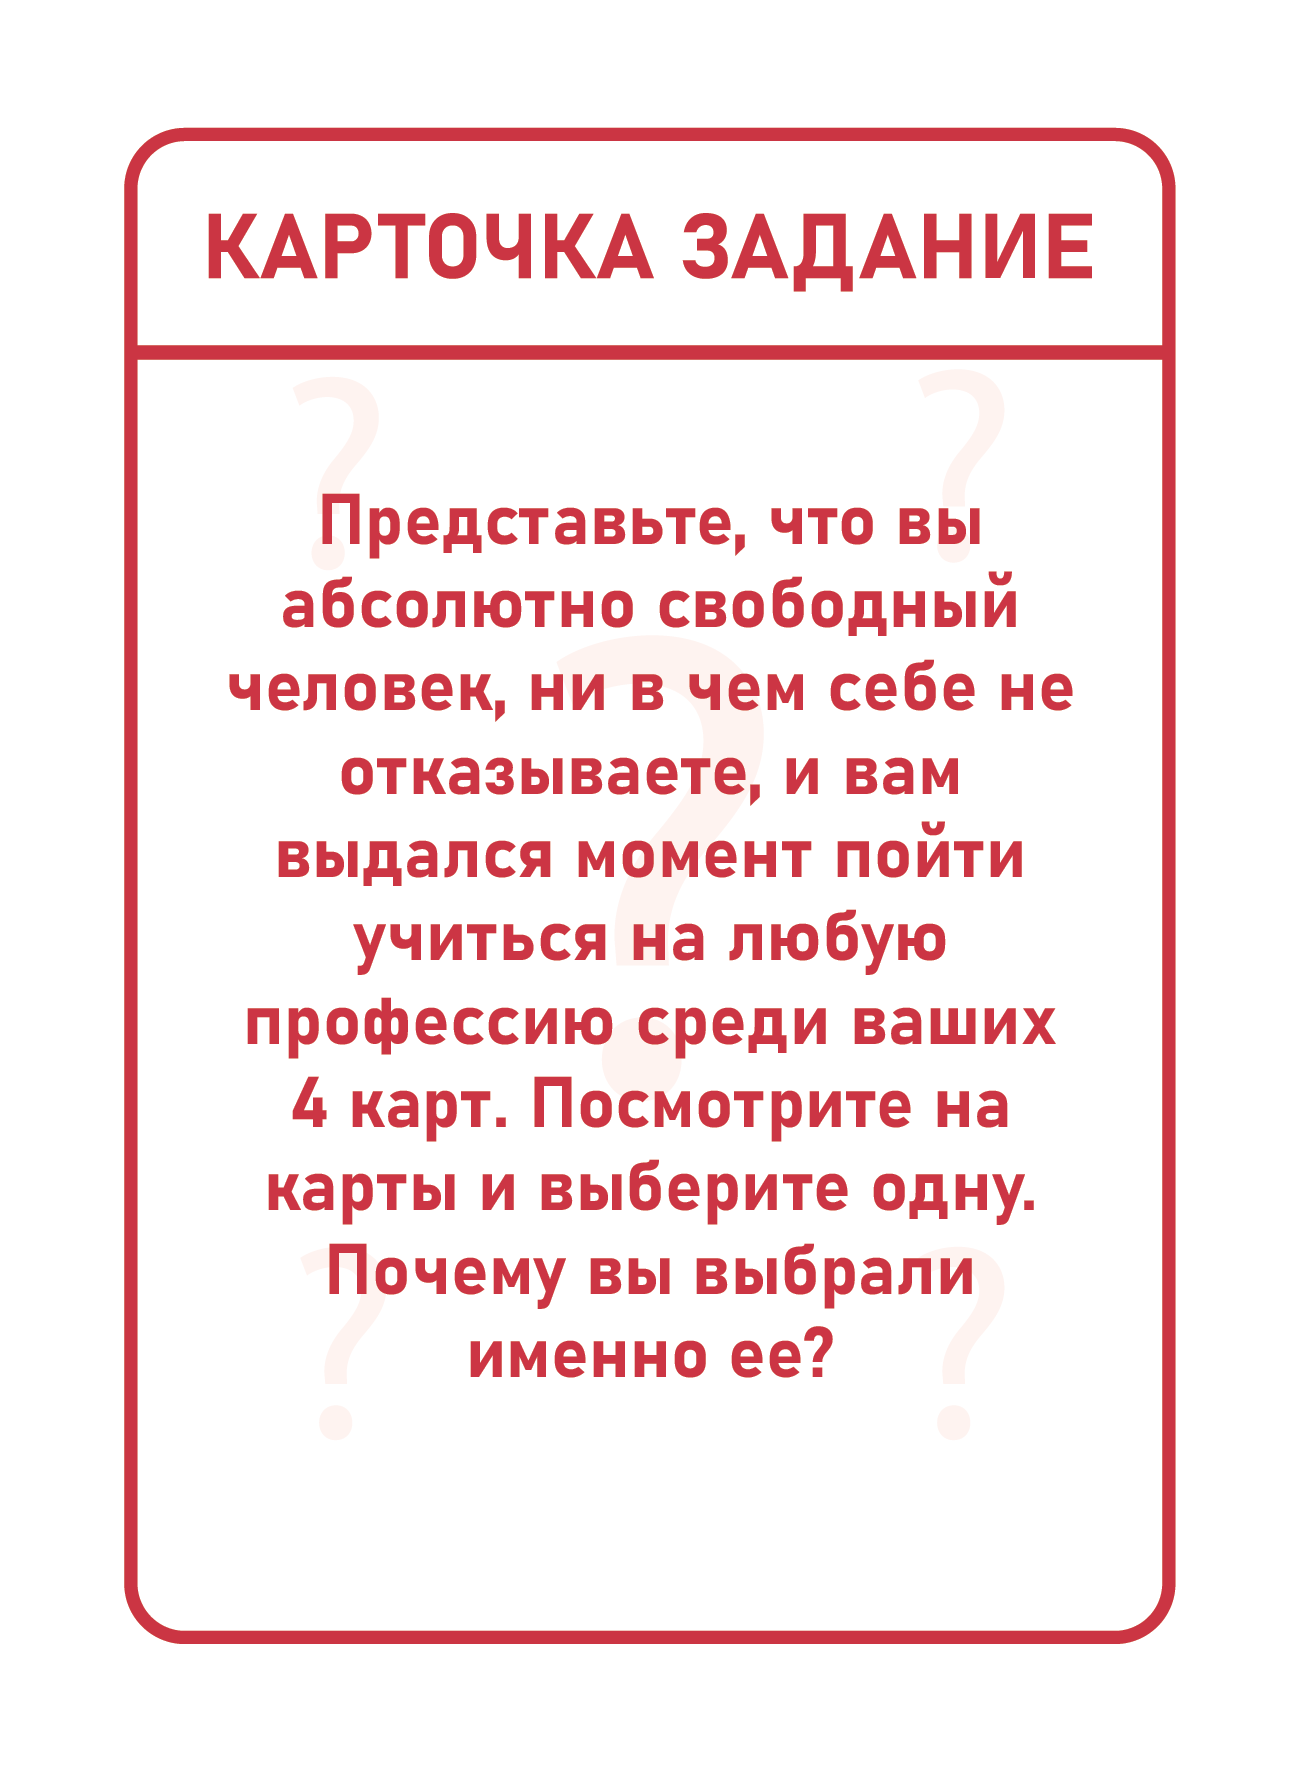 КАРТОЧКА ЗАДАНИЕ
Представьте, что вы
абсолютно свободный
человек, ни в чем себе не
отказываете, и вам
выдался момент пойти
учиться на любую
профессию среди ваших
4 карт. Посмотрите на
карты и выберите одну.
Почему вы выбрали
именно ее?